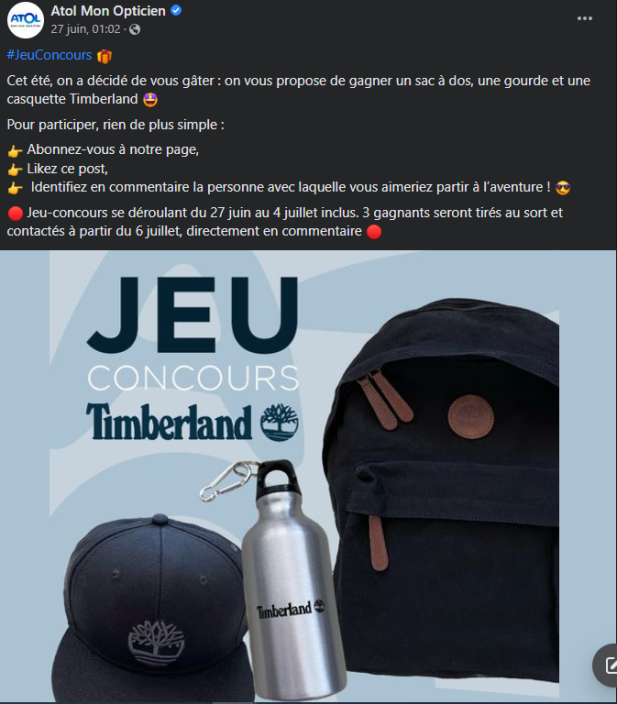 ATOL
Atol Mon Opticien
27 juin, 01:02 ·
#JeuConcours 🎁
Cet été, on a décidé de vous gâter : on vous propose de gagner un sac à dos, une gourde et une
casquette Timberland 🤩
Pour participer, rien de plus simple :
👉 Abonnez-vous à notre page,
👉 Likez ce post,
👉 Identifiez en commentaire la personne avec laquelle vous aimeriez partir à l'aventure ! 😎
🔴 Jeu-concours se déroulant du 27 juin au 4 juillet inclus. 3 gagnants seront tirés au sort et
contactés à partir du 6 juillet, directement en commentaire 🔴
JEU
CONCOURS
Timberland
Timberland